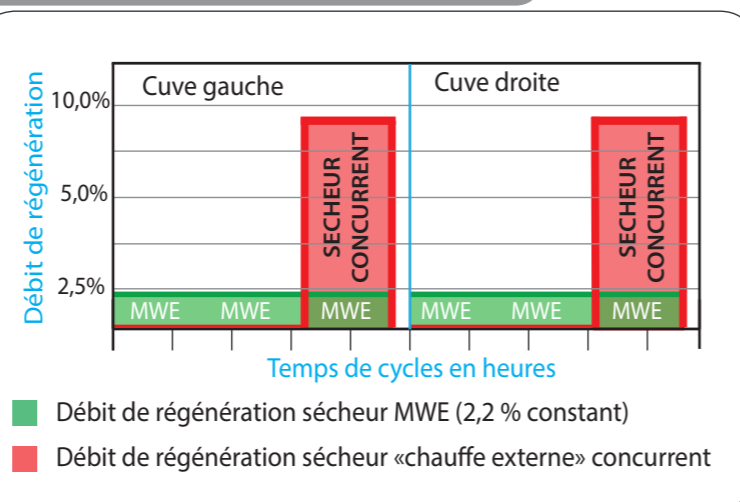 Débit de régénération
Cuve gauche
Cuve droite
10,0%
5,0%
2,5%
SECHEUR
CONCURRENT
SECHEUR
CONCURRENT
MWE MWE MWE MWE MWE MWE
Temps de cycles en heures
Débit de régénération sécheur MWE (2,2 % constant)
Débit de régénération sécheur «chauffe externe» concurrent